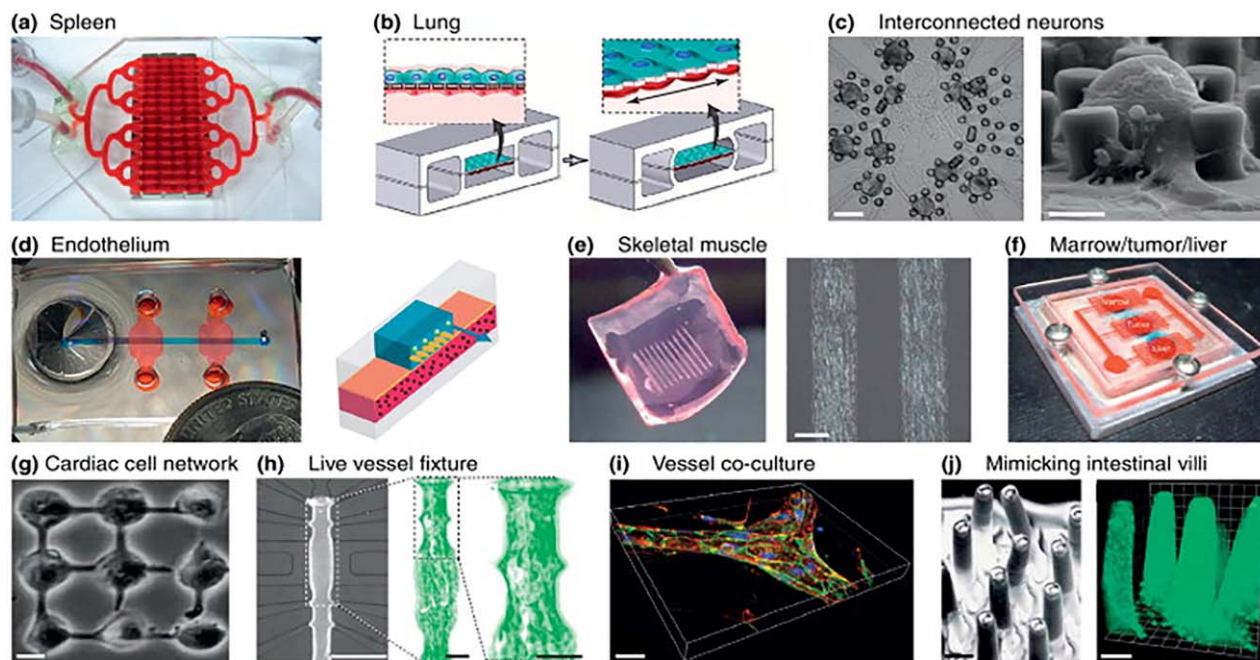 (a) Spleen
(b) Lung
(c) Interconnected neurons
(d) Endothelium
(e) Skeletal muscle
(f) Marrow/tumor/liver
Marrow
Tumor
Liver
(g) Cardiac cell network
(h) Live vessel fixture
(i) Vessel co-culture
(j) Mimicking intestinal villi